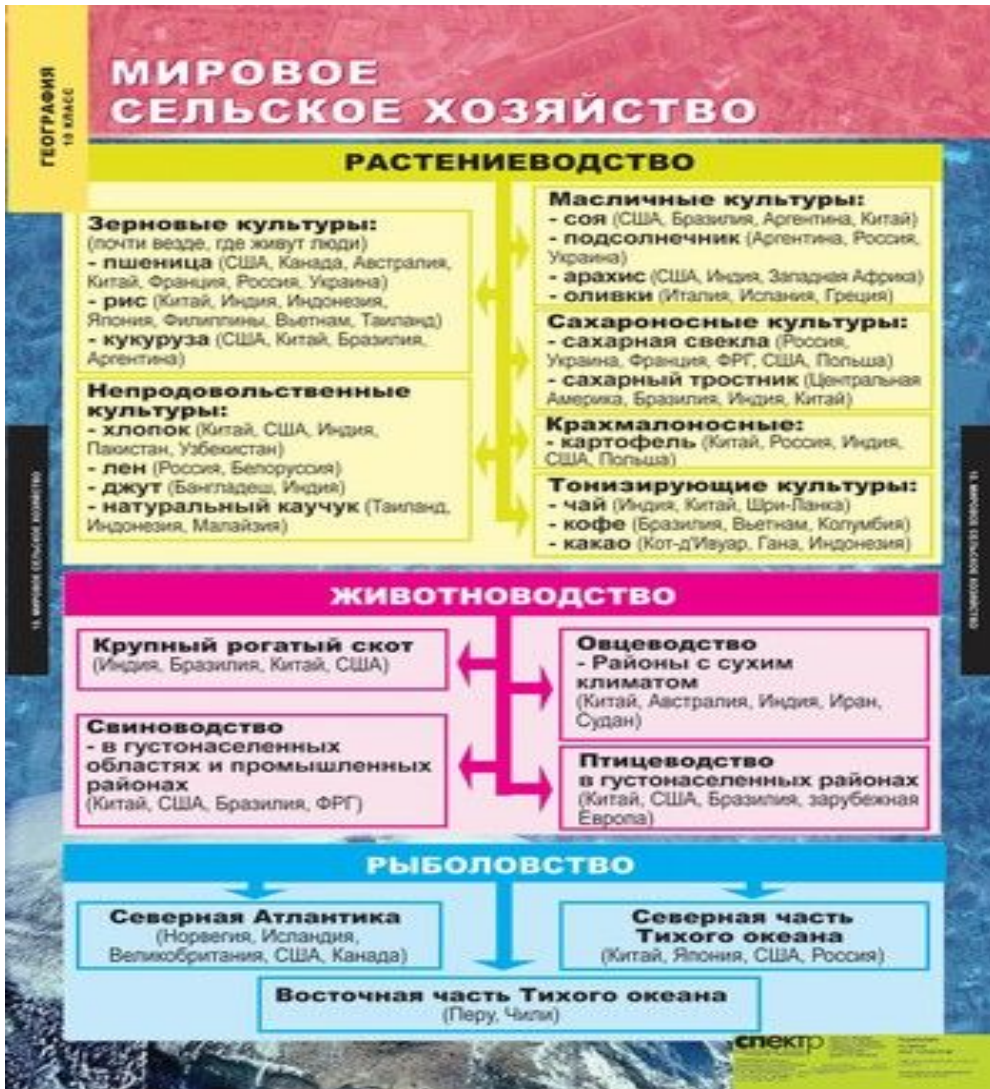 ГЕОГРАФИЯ
10 КЛАСС
МИРОВОЕ
СЕЛЬСКОЕ ХОЗЯЙСТВО
РАСТЕНИЕВОДСТВО
Зерновые культуры:
(почти везде, где живут люди)
- пшеница (США, Канада, Австралия,
Китай, Франция, Россия, Украина)
- рис (Китай, Индия, Индонезия,
Япония, Филиппины, Вьетнам, Таиланд)
- кукуруза (США, Китай, Бразилия,
Аргентина)
Непродовольственные
культуры:
- хлопок (Китай, США, Индия,
Пакистан, Узбекистан)
- лен (Россия, Белоруссия)
- джут (Бангладеш, Индия)
- натуральный каучук (Таиланд,
Индонезия, Малайзия)
Масличные культуры:
- соя (США, Бразилия, Аргентина, Китай)
- подсолнечник (Аргентина, Россия,
Украина)
- арахис (США, Индия, Западная Африка)
- оливки (Италия, Испания, Греция)
Сахароносные культуры:
- сахарная свекла (Россия,
Украина, Франция, ФРГ, США, Польша)
- сахарный тростник (Центральная
Америка, Бразилия, Индия, Китай)
Крахмалоносные:
- картофель (Китай, Россия, Индия,
США, Польша)
Тонизирующие культуры:
- чай (Индия, Китай, Шри-Ланка)
- кофе (Бразилия, Вьетнам, Колумбия)
- какао (Кот-д'Ивуар, Гана, Индонезия)
МИРОВОЕ СЕЛЬСКОЕ ХОЗЯЙСТВО
МИРОВОЕ СЕЛЬСКОЕ ХОЗЯЙСТВО
ЖИВОТНОВОДСТВО
Крупный рогатый скот
(Индия, Бразилия, Китай, США)
Свиноводство
- в густонаселенных
областях и промышленных
районах
(Китай, США, Бразилия, ФРГ)
Овцеводство
- Районы с сухим
климатом
(Китай, Австралия, Индия, Иран,
Судан)
Птицеводство
в густонаселенных районах
(Китай, США, Бразилия, зарубежная
Европа)
РЫБОЛОВСТВО
Северная Атлантика
(Норвегия, Исландия,
Великобритания, США, Канада)
Северная часть
Тихого океана
(Китай, Япония, США, Россия)
Восточная часть Тихого океана
(Перу, Чили)
спектр